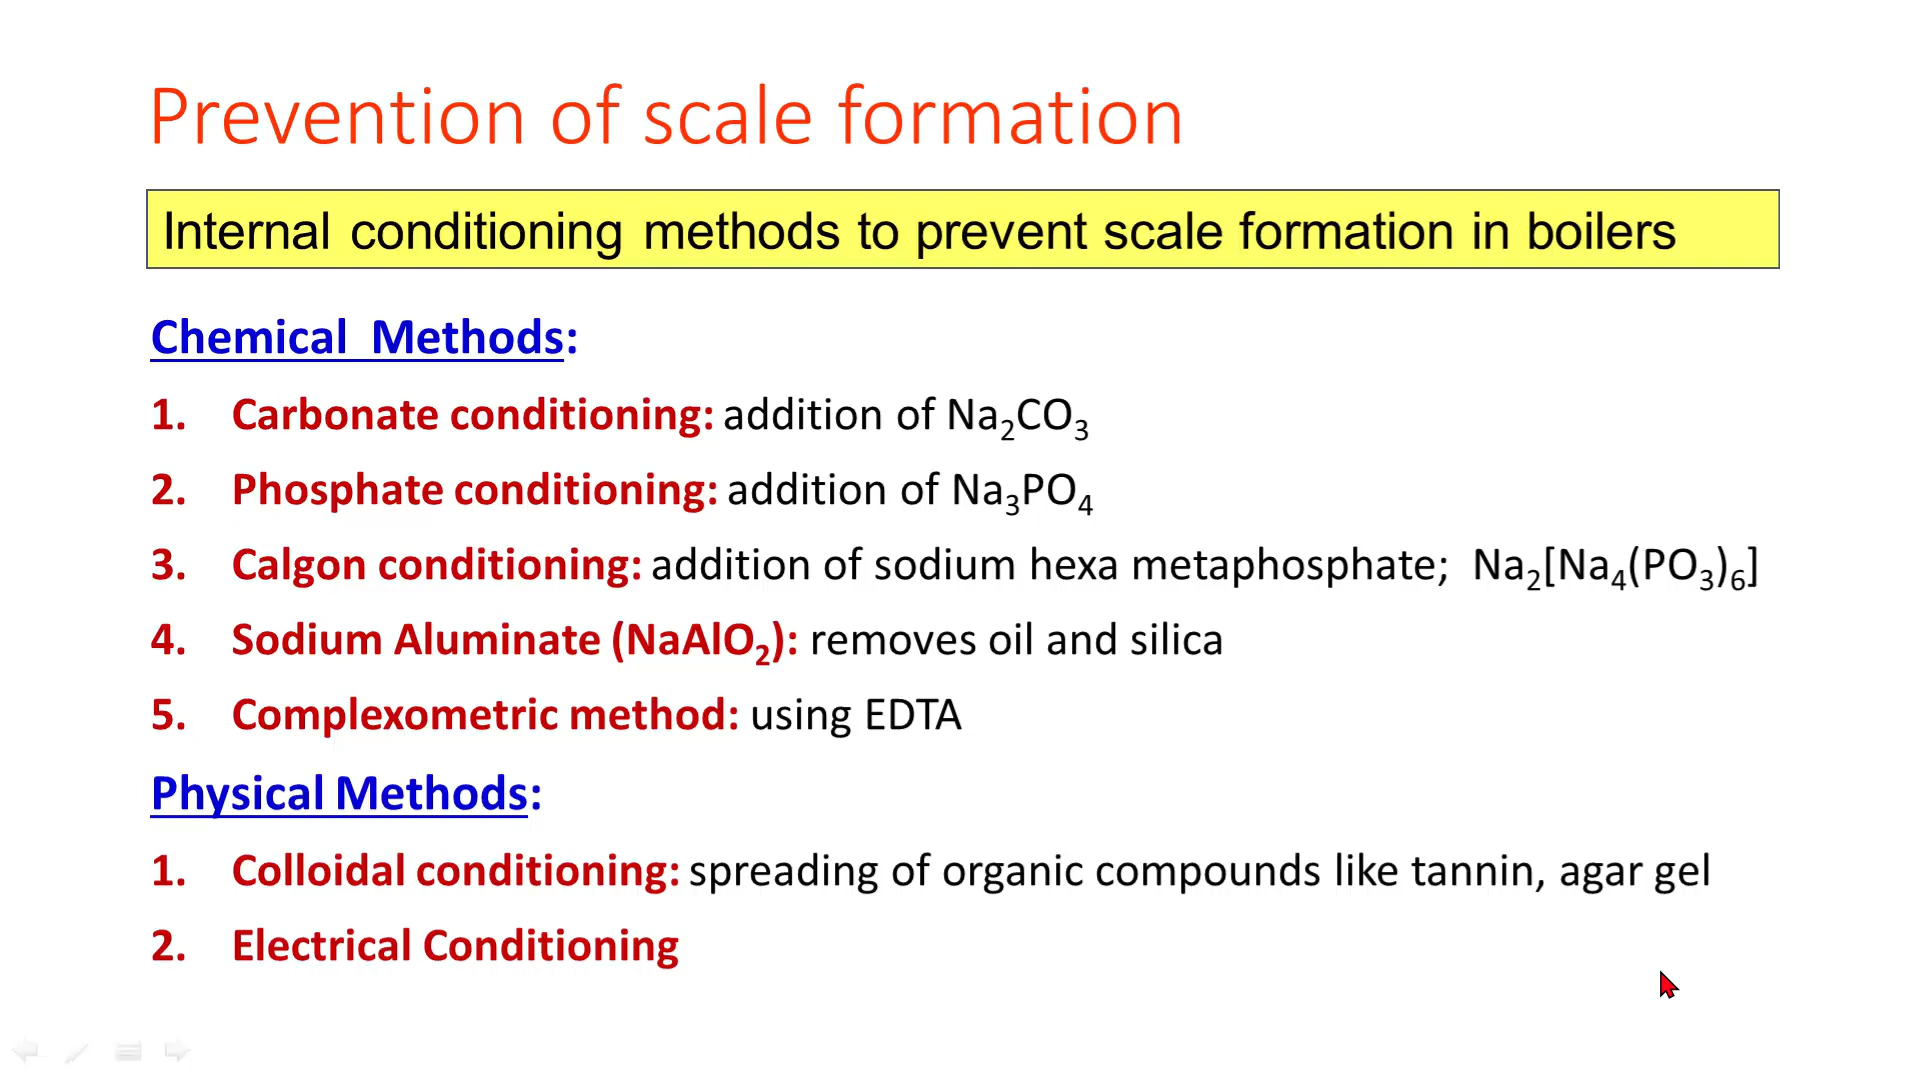 Prevention of scale formation
Internal conditioning methods to prevent scale formation in boilers
Chemical Methods:
1. Carbonate conditioning: addition of Na₂CO₃
2. Phosphate conditioning: addition of Na₃PO₄
3. Calgon conditioning: addition of sodium hexa metaphosphate; Na₂[Na₄(PO₃)₆]
4. Sodium Aluminate (NaAlO₂): removes oil and silica
5. Complexometric method: using EDTA
Physical Methods:
1. Colloidal conditioning: spreading of organic compounds like tannin, agar gel
2. Electrical Conditioning